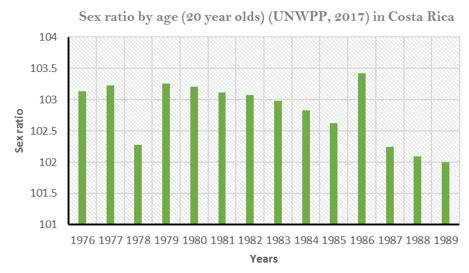 Sex ratio by age (20 year olds) (UNWPP, 2017) in Costa Rica
104
103.5
103
102.5
102
101.5
101
Sex ratio
1976 1977 1978 1979 1980 1981 1982 1983 1984 1985 1986 1987 1988 1989
Years